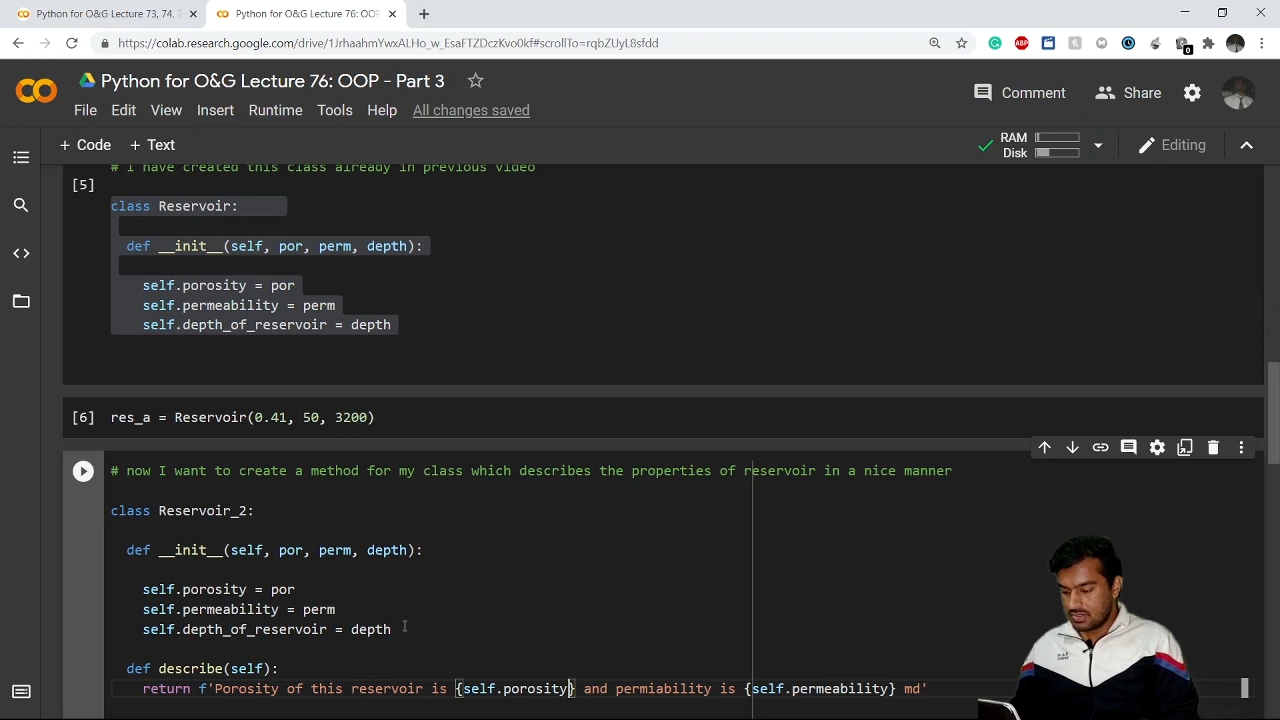 Python for O&G Lecture 73, 74, 7
Python for O&G Lecture 76: OOP -
https://colab.research.google.com/drive/1JrhaahnYwxALHo_w_EsaFTZDczKvo0kf#scrollTo=rqbZUyL8sfdd
ABP
0
Python for O&G Lecture 76: OOP - Part 3
File Edit View Insert Runtime Tools Help All changes saved
Comment Share
+ Code + Text
RAM
Disk
Editing
# I have created this class already in previous video
[5]
class Reservoir:
def __init__(self, por, perm, depth):
self.porosity = por
self.permeability = perm
self.depth_of_reservoir = depth
[6] res_a = Reservoir(0.41, 50, 3200)
# now I want to create a method for my class which describes the properties of reservoir in a nice manner
class Reservoir_2:
def __init__(self, por, perm, depth):
self.porosity = por
self.permeability = perm
self.depth_of_reservoir = depth
def describe(self):
return f'Porosity of this reservoir is {self.porosity} and permiability is {self.permeability} md'